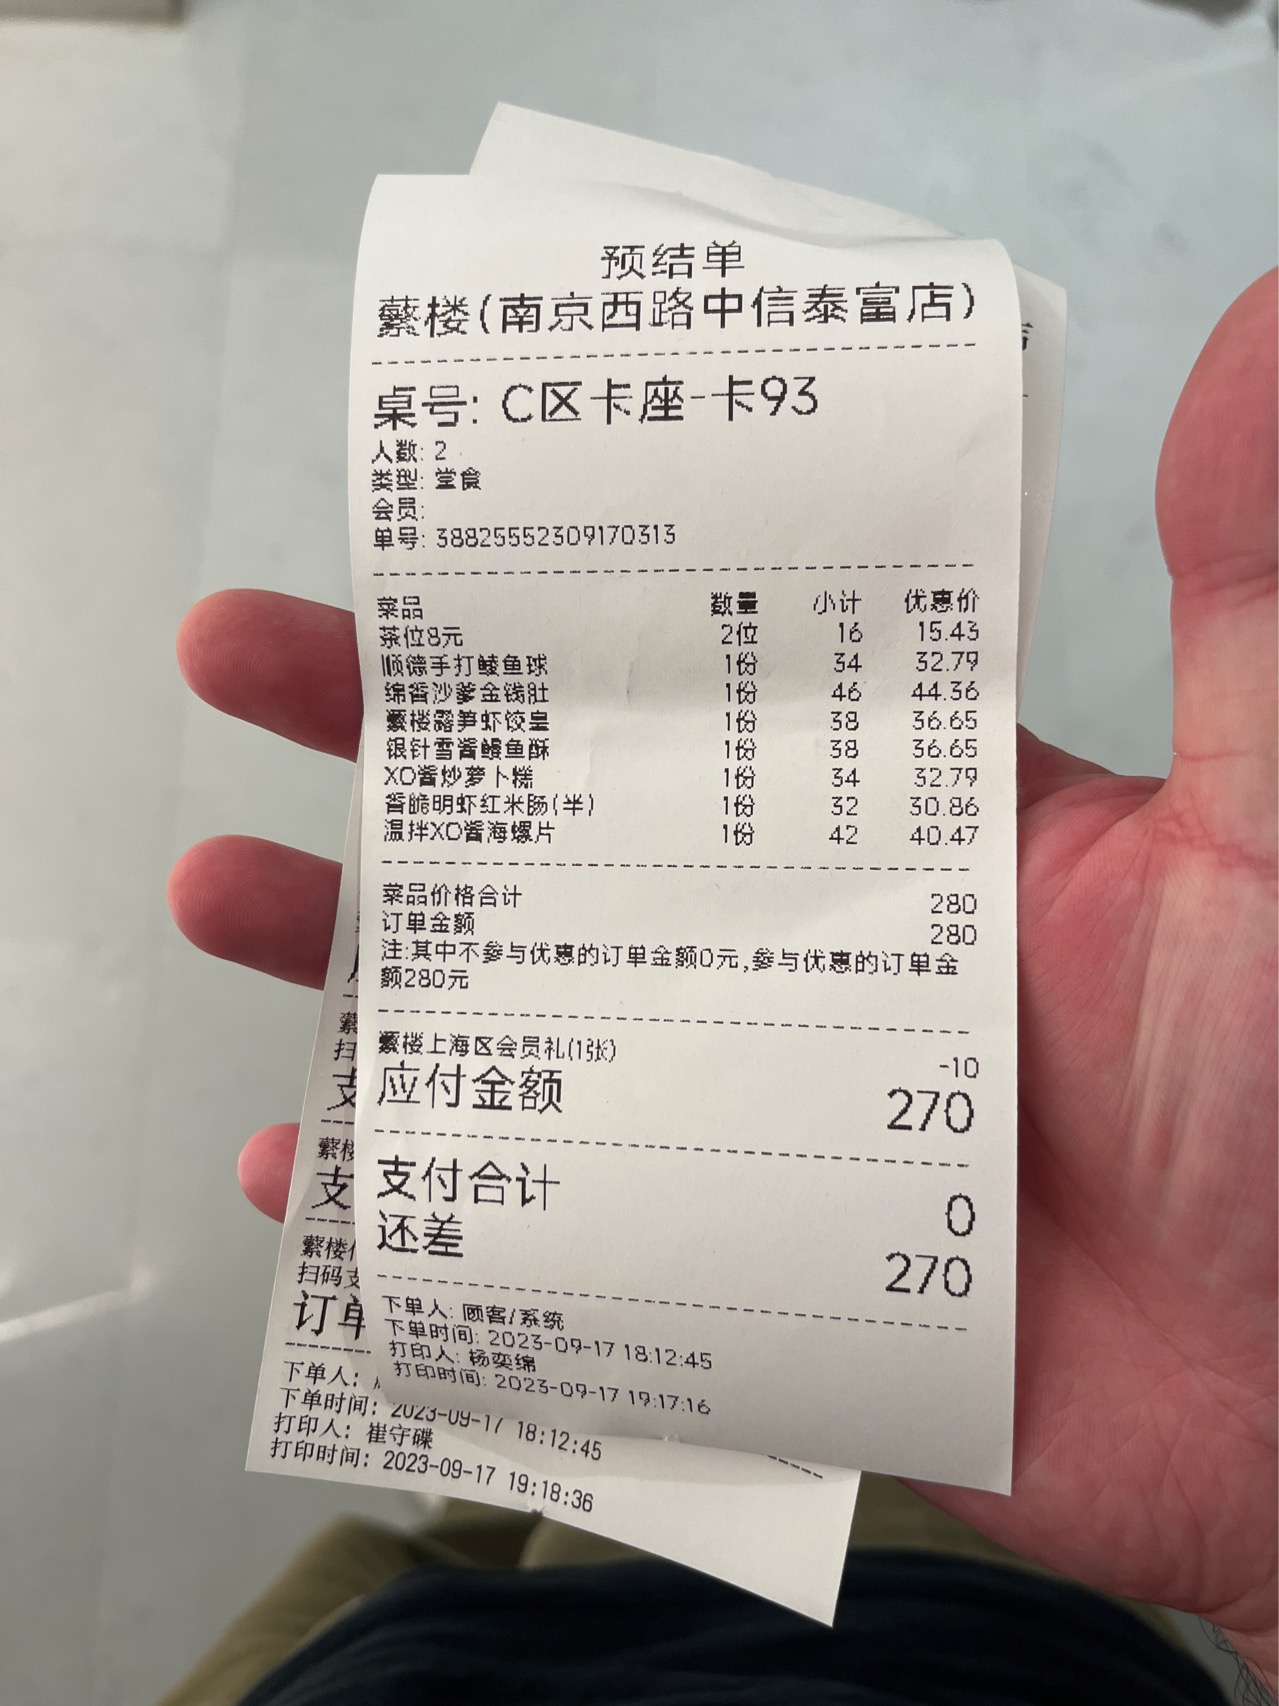 预结单
蘩楼(南京西路中信泰富店)
桌号: C区卡座-卡93
人数: 2
类型: 堂食
会员:
单号: 38825552309170313
菜品 数量 小计 优惠价
茶位8元 2位 16 15.43
顺德手打鲮鱼球 1份 34 32.79
绵香沙爹金钱肚 1份 46 44.36
蘩楼露笋虾饺皇 1份 38 36.65
银针雪酱鳗鱼酥 1份 38 36.65
XO酱炒萝卜糕 1份 34 32.79
香脆明虾红米肠(半) 1份 32 30.86
温拌XO酱海螺片 1份 42 40.47
菜品价格合计 280
订单金额 280
注:其中不参与优惠的订单金额0元,参与优惠的订单金
额280元
蘩楼上海区会员礼(1张) -10
应付金额 270
支付合计 0
还差 270
下单人: 顾客/系统
下单时间: 2023-09-17 18:12:45
打印人: 杨奕绵
打印时间: 2023-09-17 19:17:16
扫
支
蘩楼
支
蘩楼
扫码支
订单
下单人:
下单时间: 2023-09-17 18:12:45
打印人: 崔守碟
打印时间: 2023-09-17 19:18:36